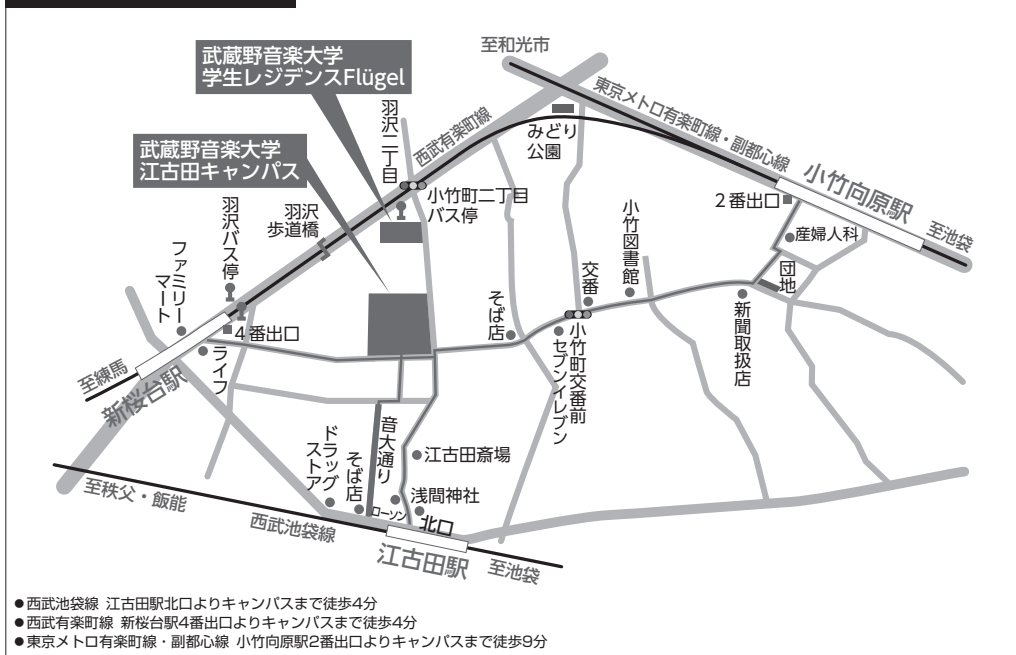 至和光市
武蔵野音楽大学
学生レジデンスFlügel
東京メトロ有楽町線・副都心線
羽沢二丁目
西武有楽町線
みどり
公園
武蔵野音楽大学
江古田キャンパス
小竹向原駅
2番出口
小竹町二丁目
バス停
至池袋
産婦人科
羽沢
歩道橋
羽沢バス停
小竹図書館
団地
ファミリー
マート
交番
そば店
新聞取扱店
4番出口
小竹町交番前
セブンイレブン
ライフ
至練馬
新桜台駅
音大通り
ドラッグ
ストア
そば店
江古田斎場
浅間神社
至秩父・飯能
ローソン
北口
西武池袋線
江古田駅
至池袋
●西武池袋線 江古田駅北口よりキャンパスまで徒歩4分
●西武有楽町線 新桜台駅4番出口よりキャンパスまで徒歩4分
●東京メトロ有楽町線・副都心線 小竹向原駅2番出口よりキャンパスまで徒歩9分